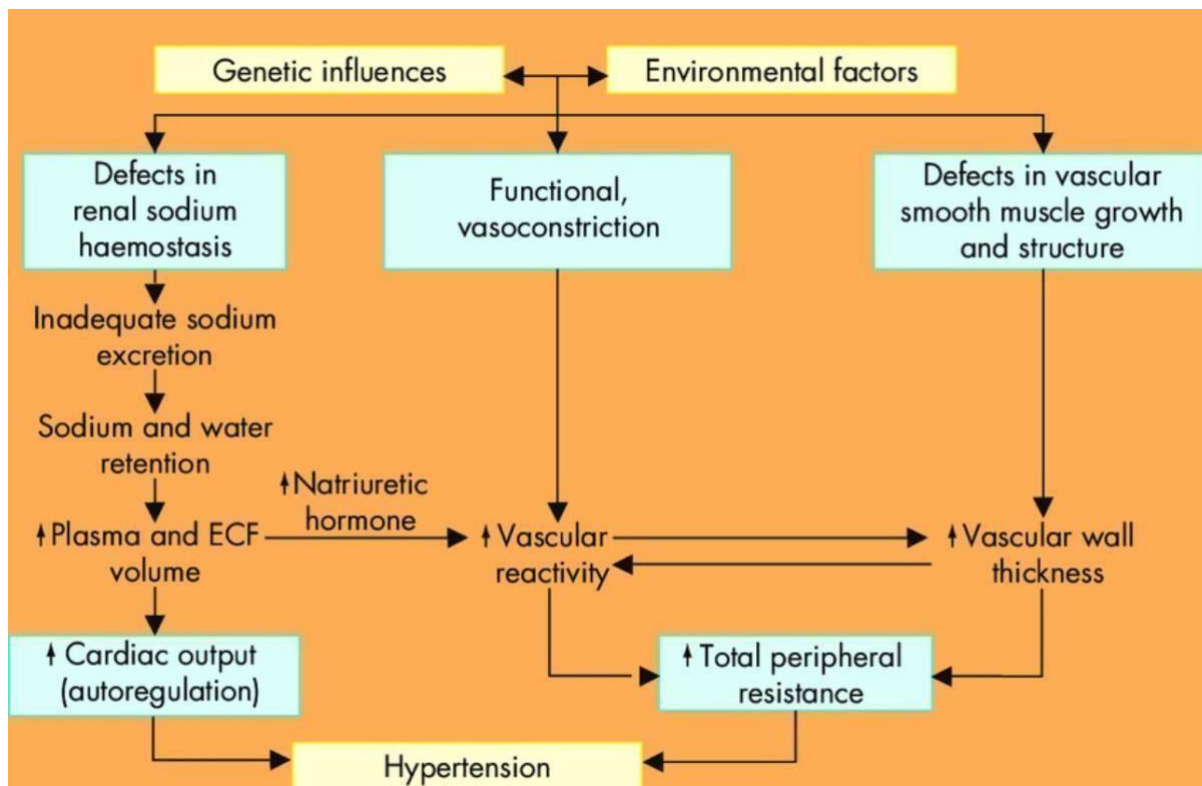 Genetic influences
Environmental factors
Defects in
renal sodium
haemostasis
Functional,
vasoconstriction
Defects in vascular
smooth muscle growth
and structure
Inadequate sodium
excretion
Sodium and water
retention
↑Natriuretic
hormone
↑Plasma and ECF
volume
↑Vascular
reactivity
↑Vascular wall
thickness
↑Cardiac output
(autoregulation)
↑Total peripheral
resistance
Hypertension